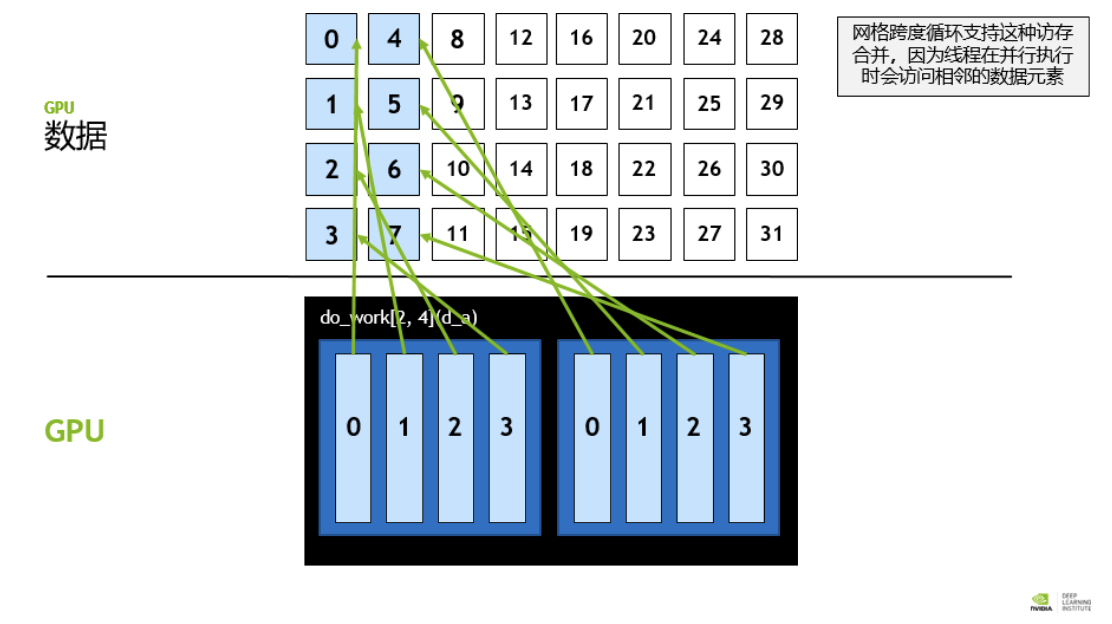 0 4 8 12 16 20 24 28
网格跨度循环支持这种访存
合并，因为线程在并行执行
时会访问相邻的数据元素
GPU
数据
1 5 9 13 17 21 25 29
2 6 10 14 18 22 26 30
3 7 11 15 19 23 27 31
do_work[2, 4](d_a)
GPU
0 1 2 3 0 1 2 3
NVIDIA
DEEP
LEARNING
INSTITUTE